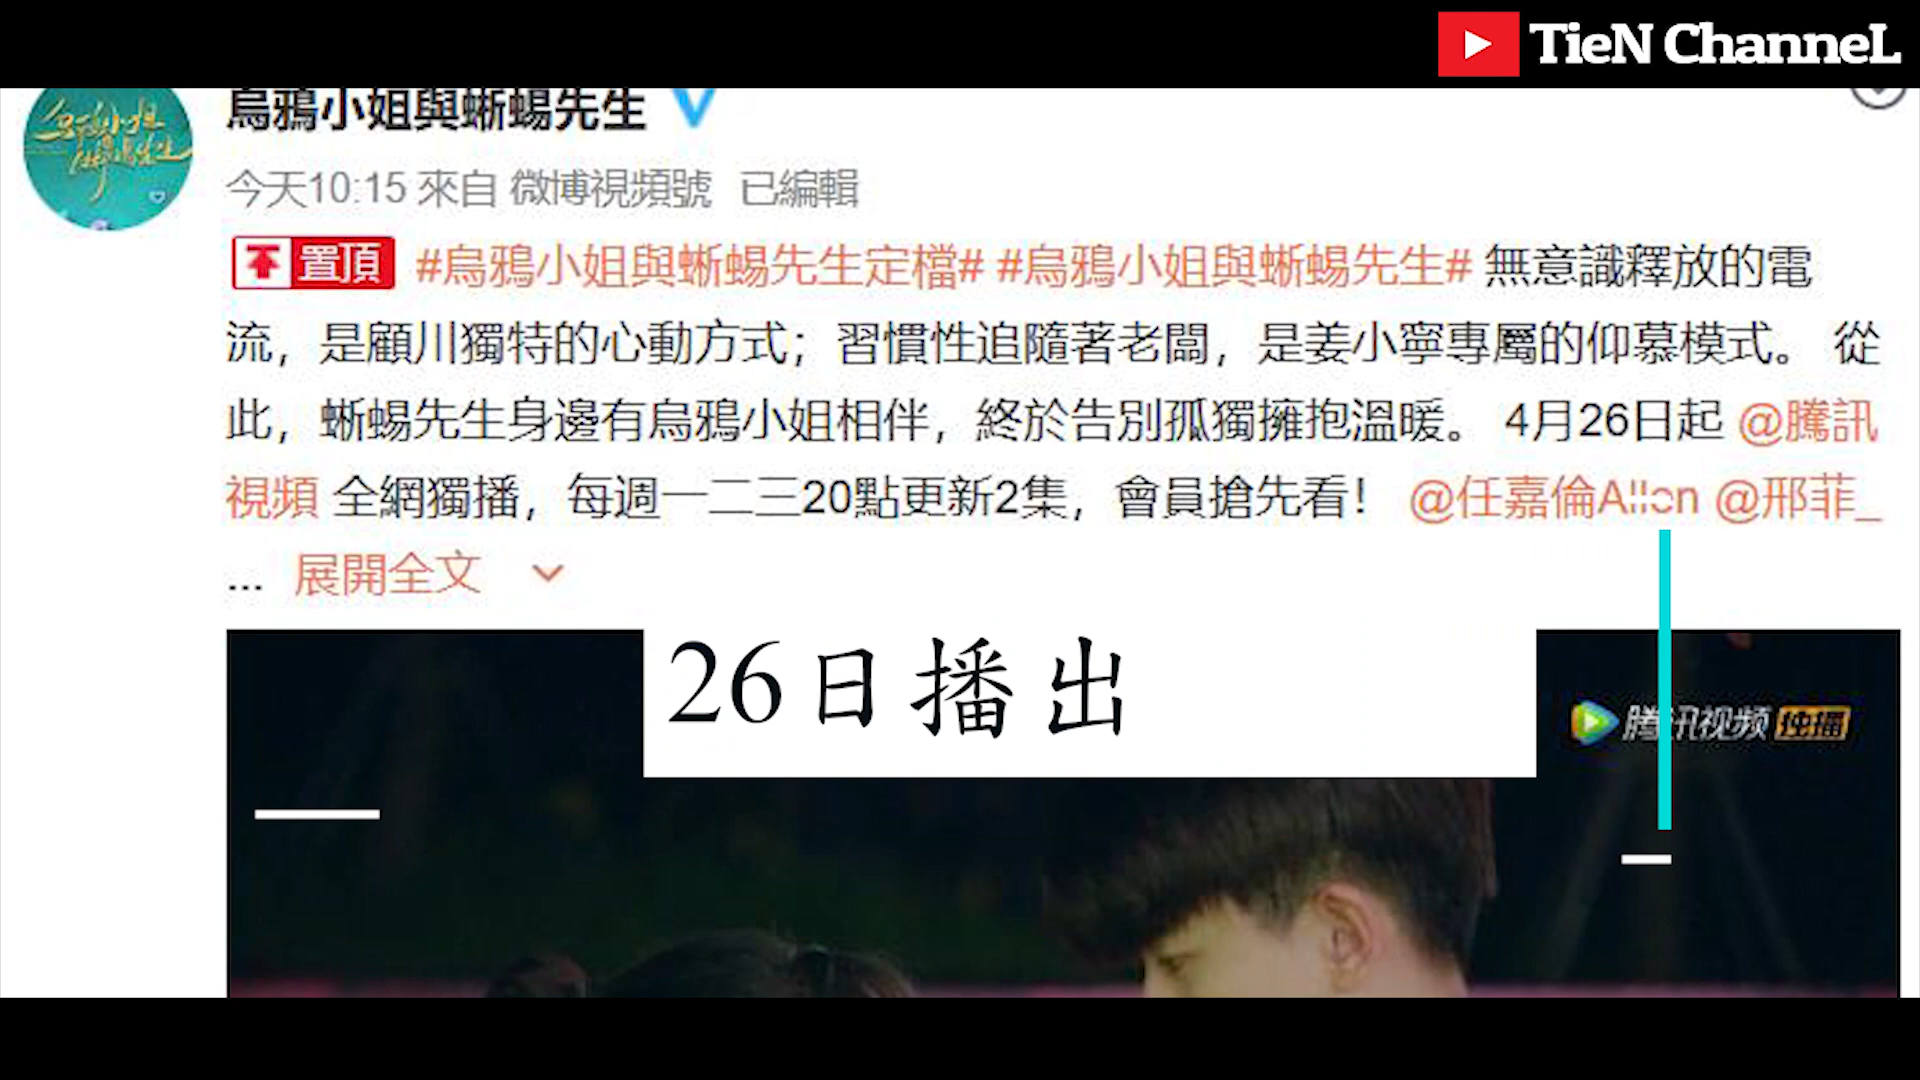 TieN ChanneL
烏鴉小姐與蜥蜴先生
今天10:15 來自 微博視頻號 已編輯
置頂 #烏鴉小姐與蜥蜴先生定檔# #烏鴉小姐與蜥蜴先生# 無意識釋放的電
流，是顧川獨特的心動方式；習慣性追隨著老闆，是姜小寧專屬的仰慕模式。 從
此，蜥蜴先生身邊有烏鴉小姐相伴，終於告別孤獨擁抱溫暖。 4月26日起 @騰訊
視頻 全網獨播，每週一二三20點更新2集，會員搶先看！ @任嘉倫Allen @邢菲_
... 展開全文
26日播出
腾讯视频 独播